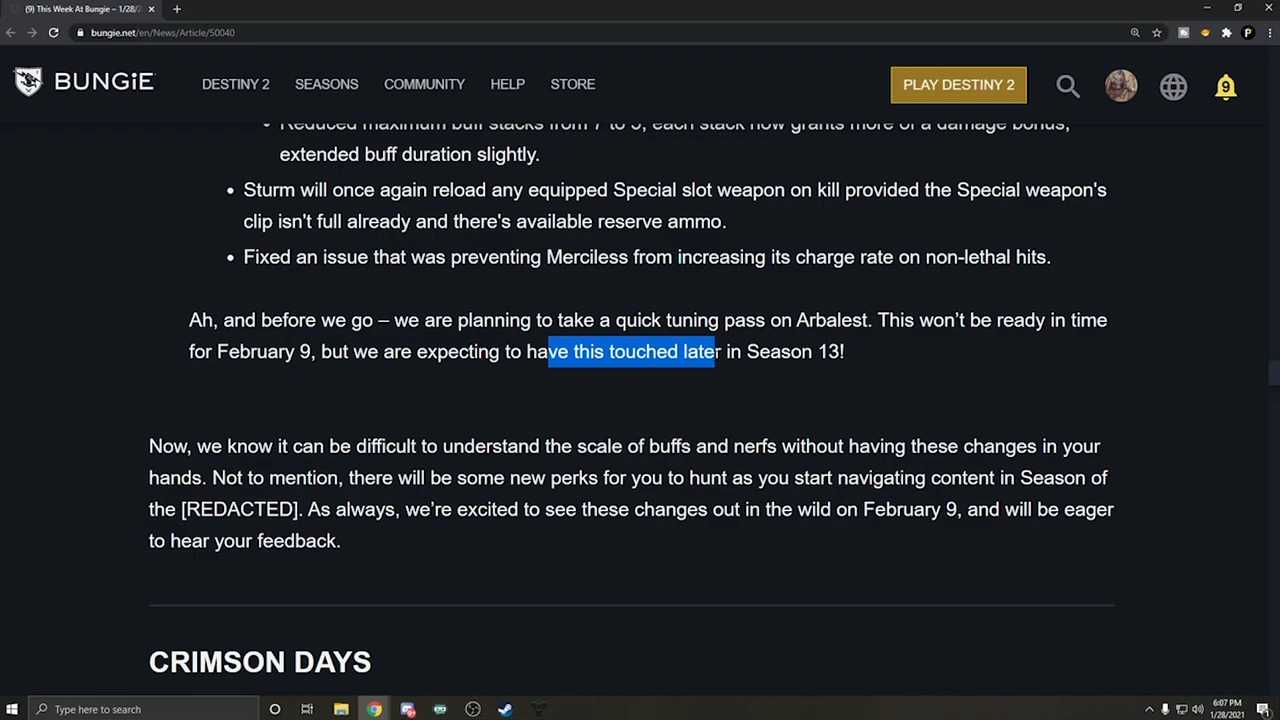 (9) This Week At Bungie – 1/28/2
bungie.net/en/News/Article/50040
P
BUNGiE
DESTINY 2 SEASONS COMMUNITY HELP STORE
PLAY DESTINY 2
9
Reduced maximum buff stacks from 7 to 5, each stack now grants more of a damage bonus,
extended buff duration slightly.
Sturm will once again reload any equipped Special slot weapon on kill provided the Special weapon's
clip isn't full already and there's available reserve ammo.
Fixed an issue that was preventing Merciless from increasing its charge rate on non-lethal hits.
Ah, and before we go – we are planning to take a quick tuning pass on Arbalest. This won't be ready in time
for February 9, but we are expecting to have this touched later in Season 13!
Now, we know it can be difficult to understand the scale of buffs and nerfs without having these changes in your
hands. Not to mention, there will be some new perks for you to hunt as you start navigating content in Season of
the [REDACTED]. As always, we're excited to see these changes out in the wild on February 9, and will be eager
to hear your feedback.
CRIMSON DAYS
Type here to search
6:07 PM
1/28/2021